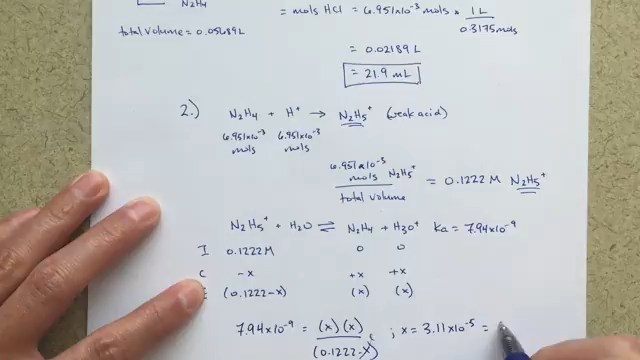 N2H4
= mols HCl = 6.951x10^-3 mols * 1 L / 0.3175 mols
total volume = 0.05689 L
= 0.02189 L
= 21.9 mL
2.) N2H4 + H+ → N2H5+ (weak acid)
6.951x10^-3 mols 6.951x10^-3 mols
6.951x10^-3 mols N2H5+ / total volume = 0.1222 M N2H5+
N2H5+ + H2O ⇌ N2H4 + H3O+ Ka = 7.94x10^-9
I 0.1222 M 0 0
C -x +x +x
(0.1222-x) (x) (x)
7.94x10^-9 = (x)(x) / (0.1222-x) ; x = 3.11x10^-5 =